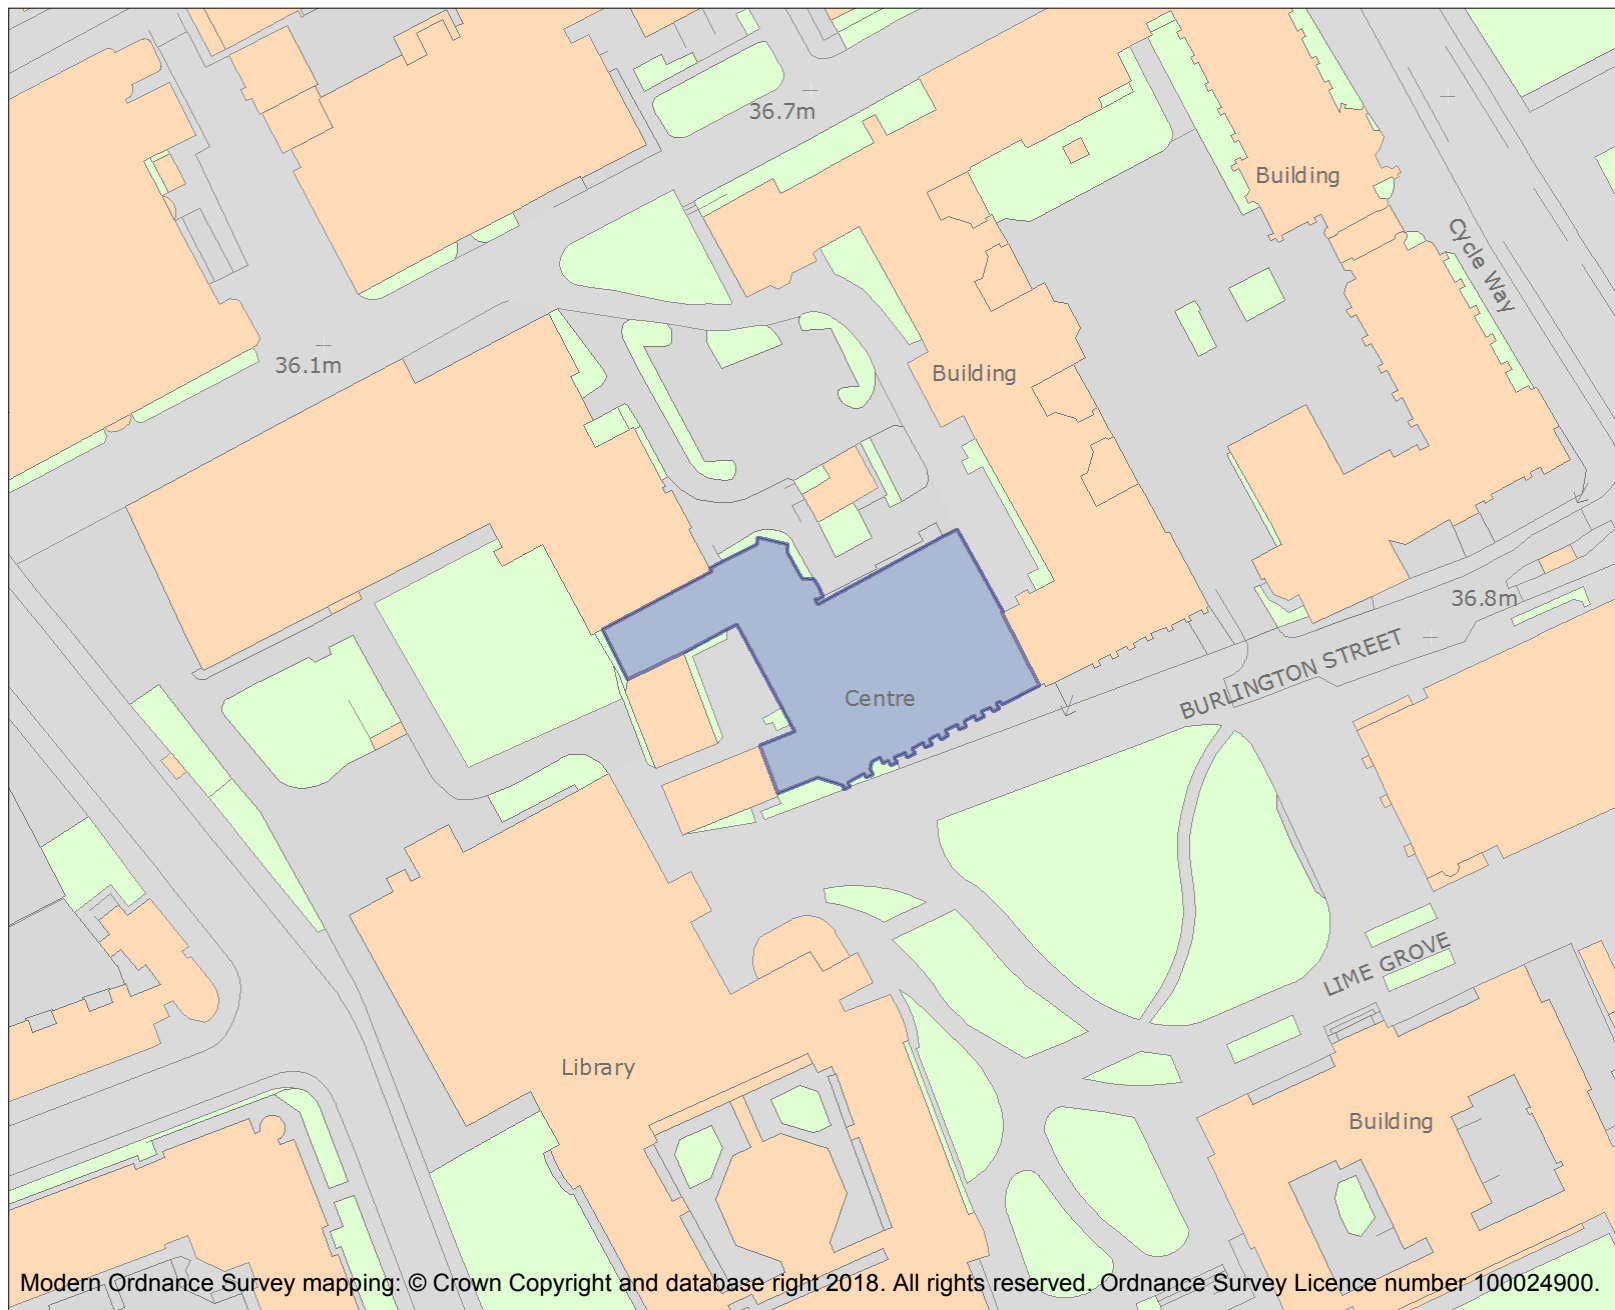 36.7m
Building
Cycle Way
36.1m
Building
36.8m
BURLINGTON STREET
Centre
LIME GROVE
Library
Building
Modern Ordnance Survey mapping: © Crown Copyright and database right 2018. All rights reserved. Ordnance Survey Licence number 100024900.